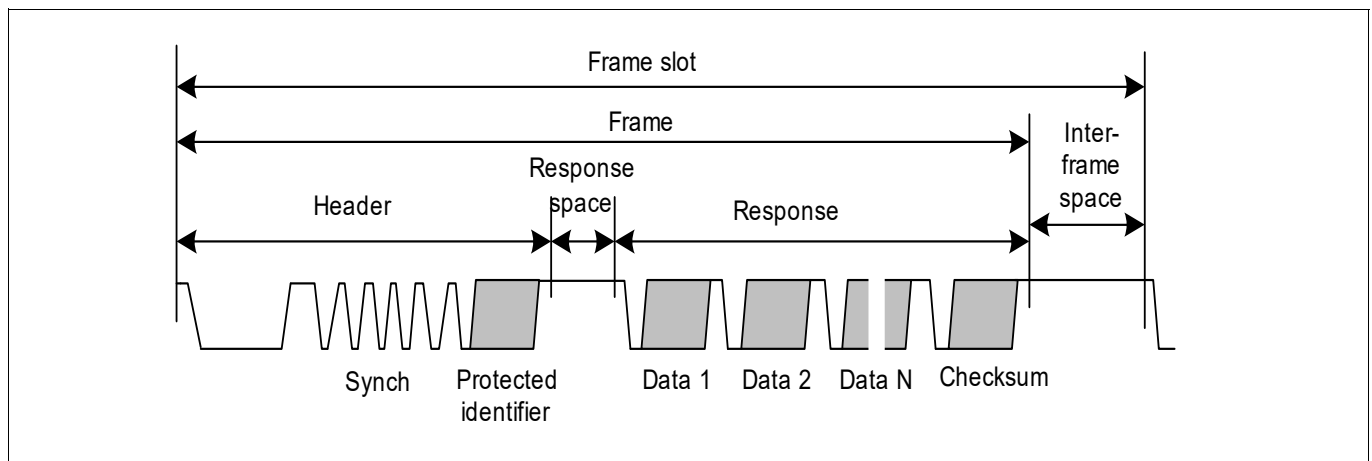 Frame slot
Frame
Inter-
frame
space
Response
space
Header
Response
Synch
Protected
identifier
Data 1
Data 2
Data N
Checksum